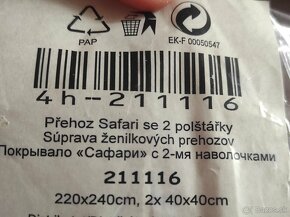 PAP
EK-F 00050547
4h-211116
Přehoz Safari se 2 polštářky
Súprava ženilkových prehozov
Покрывало «Сафари» с 2-мя наволочками
211116
220x240cm, 2x 40x40cm